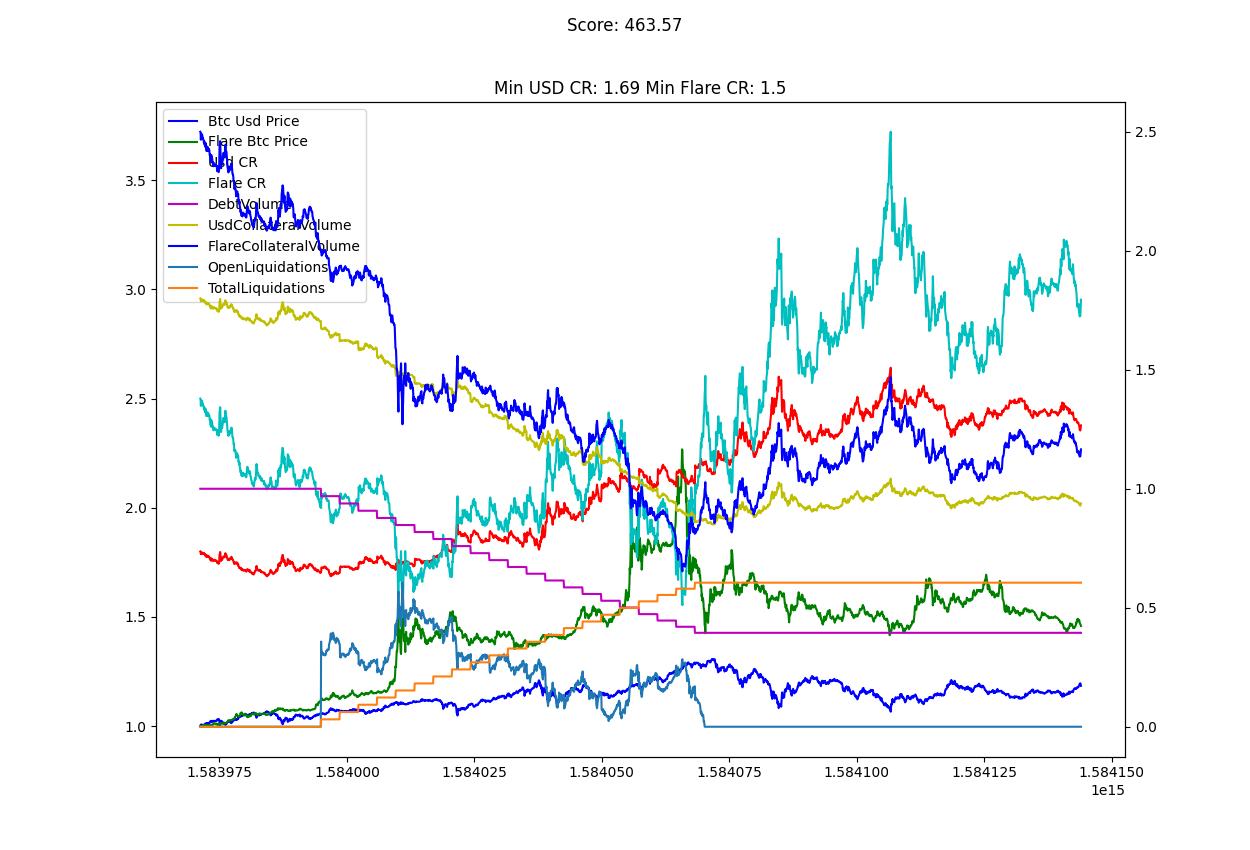 Score: 463.57
Min USD CR: 1.69 Min Flare CR: 1.5
Btc Usd Price
Flare Btc Price
Usd CR
Flare CR
DebtVolume
UsdCollateralVolume
FlareCollateralVolume
OpenLiquidations
TotalLiquidations
3.5
3.0
2.5
2.0
1.5
1.0
2.5
2.0
1.5
1.0
0.5
0.0
1.583975 1.584000 1.584025 1.584050 1.584075 1.584100 1.584125 1.584150
1e15